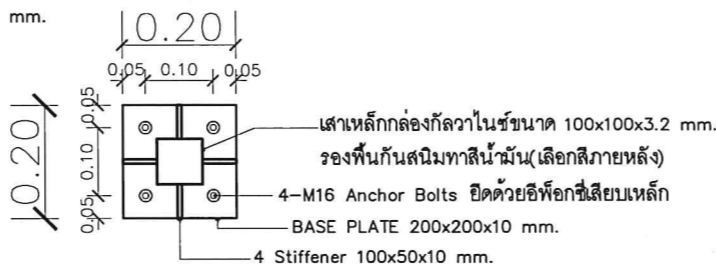 mm.
0.20
0.05 0.10 0.05
0.20
0.05
0.10
0.05
เสาเหล็กกล่องกัลวาไนซ์ขนาด 100x100x3.2 mm.
รองพื้นกันสนิมทาสีน้ำมัน(เลือกสีภายหลัง)
4-M16 Anchor Bolts ยึดด้วยอีพ็อกซี่เสียบเหล็ก
BASE PLATE 200x200x10 mm.
4 Stiffener 100x50x10 mm.